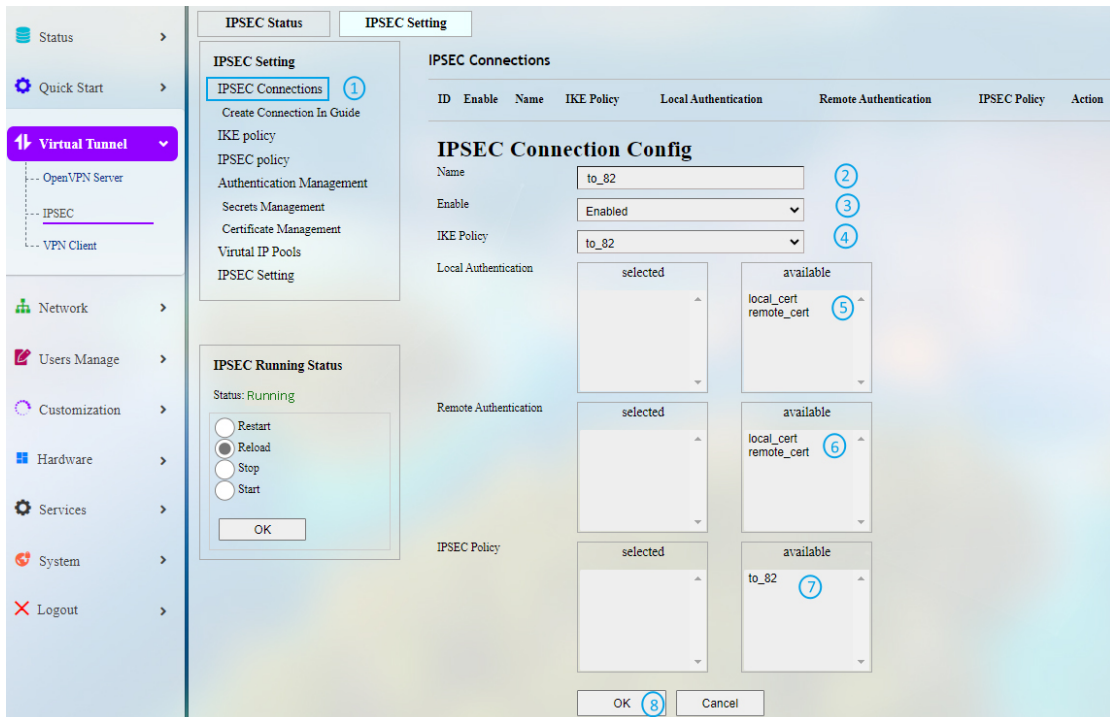 Status
Quick Start
Virtual Tunnel
OpenVPN Server
IPSEC
VPN Client
Network
Users Manage
Customization
Hardware
Services
System
Logout
IPSEC Status
IPSEC Setting
IPSEC Setting
IPSEC Connections 1
Create Connection In Guide
IKE policy
IPSEC policy
Authentication Management
Secrets Management
Certificate Management
Virutal IP Pools
IPSEC Setting
IPSEC Running Status
Status: Running
Restart
Reload
Stop
Start
OK
IPSEC Connections
ID Enable Name IKE Policy Local Authentication Remote Authentication IPSEC Policy Action
IPSEC Connection Config
Name to_82 2
Enable Enabled 3
IKE Policy to_82 4
Local Authentication selected available
local_cert 5
remote_cert
Remote Authentication selected available
local_cert
remote_cert 6
IPSEC Policy selected available
to_82 7
OK 8 Cancel